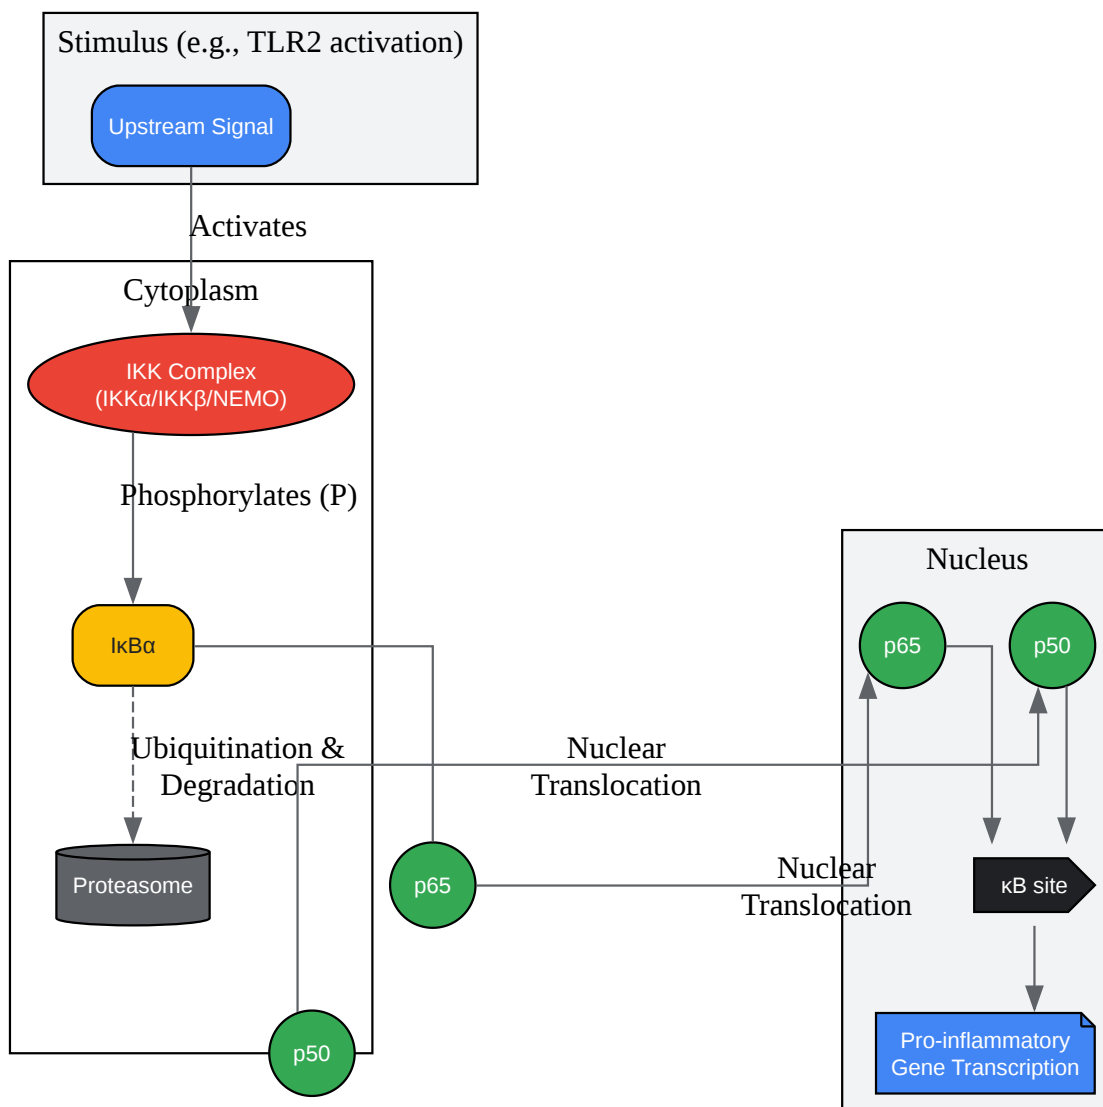 Stimulus (e.g., TLR2 activation)
Upstream Signal
Activates
Cytoplasm
IKK Complex
(IKKα/IKKβ/NEMO)
Phosphorylates (P)
Nucleus
IκBα
p65
p50
Ubiquitination &
Degradation
Nuclear
Translocation
Proteasome
p65
Nuclear
Translocation
κB site
p50
Pro-inflammatory
Gene Transcription